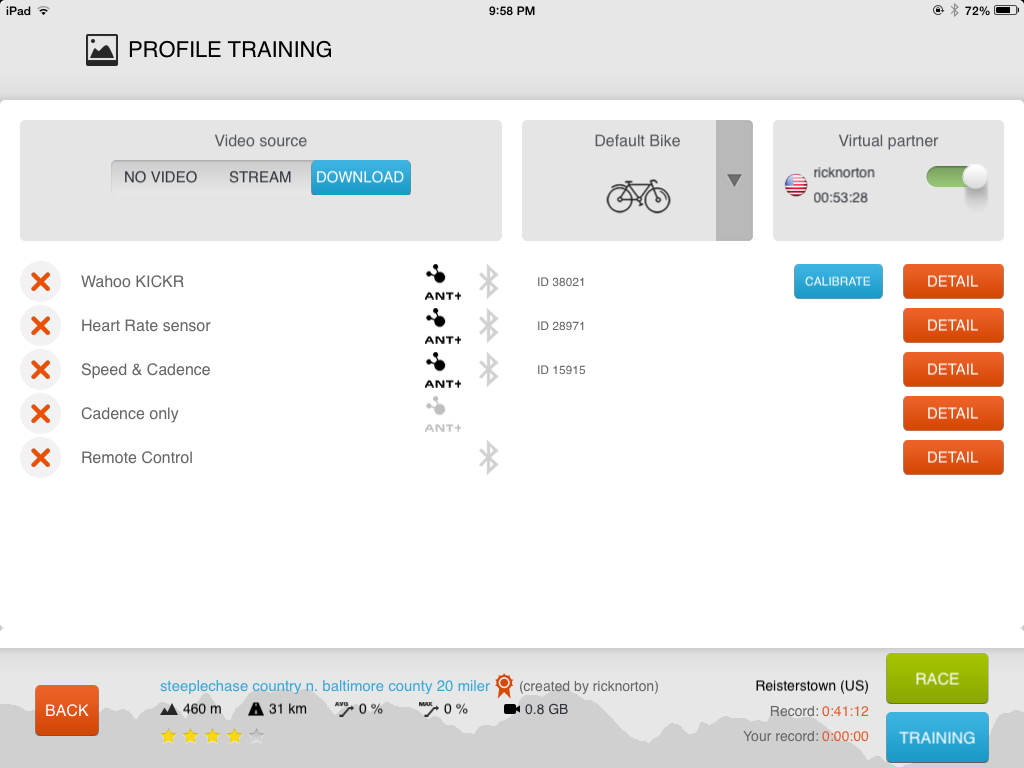 iPad 9:58 PM 72%
PROFILE TRAINING
Video source
NO VIDEO STREAM DOWNLOAD
Default Bike
Virtual partner
ricknorton
00:53:28
Wahoo KICKR ANT+ ID 38021 CALIBRATE DETAIL
Heart Rate sensor ANT+ ID 28971 DETAIL
Speed & Cadence ANT+ ID 15915 DETAIL
Cadence only ANT+ DETAIL
Remote Control DETAIL
BACK
steeplechase country n. baltimore county 20 miler (created by ricknorton)
460 m 31 km AVG 0 % MAX 0 % 0.8 GB
Reisterstown (US)
Record: 0:41:12
Your record: 0:00:00
RACE
TRAINING